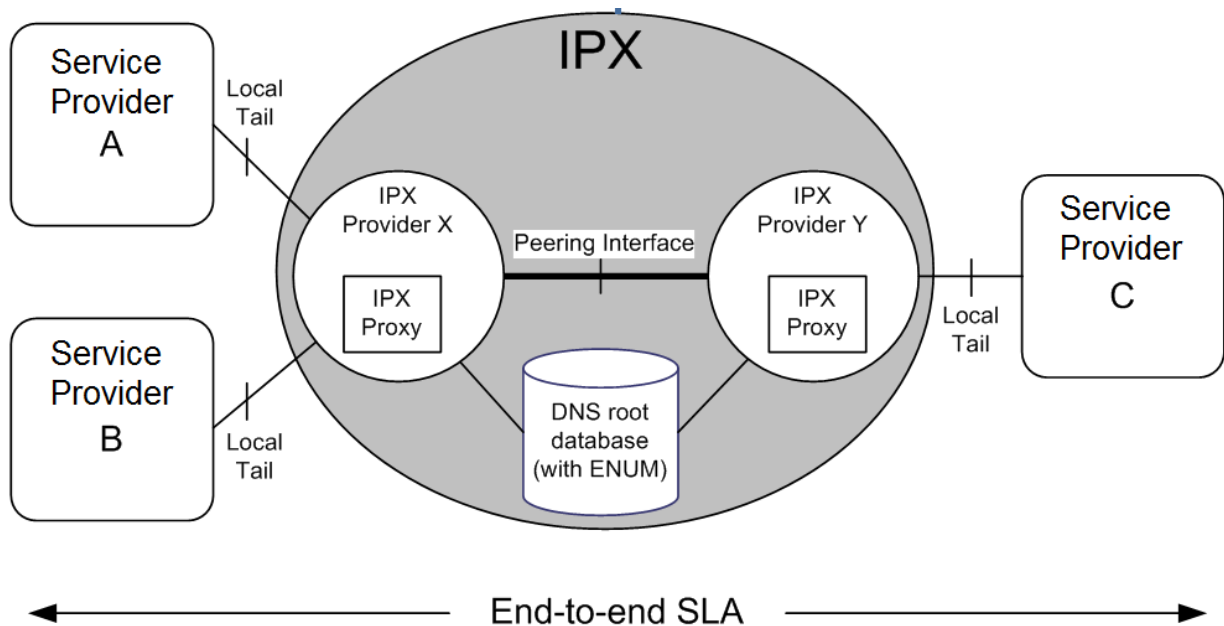 IPX
Service
Provider
A
Local
Tail
IPX
Provider X
IPX
Proxy
Peering Interface
IPX
Provider Y
IPX
Proxy
Service
Provider
C
Local
Tail
Service
Provider
B
Local
Tail
DNS root
database
(with ENUM)
End-to-end SLA